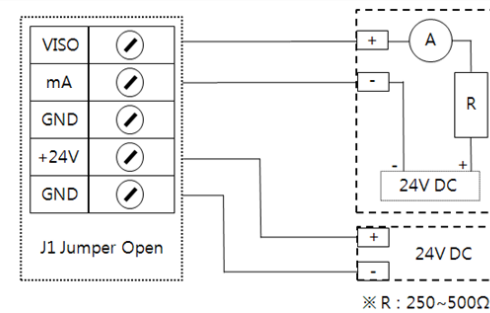 VISO
mA
GND
+24V
GND
J1 Jumper Open
+
A
-
R
- +
24V DC
+
24V DC
-
※ R : 250~500Ω